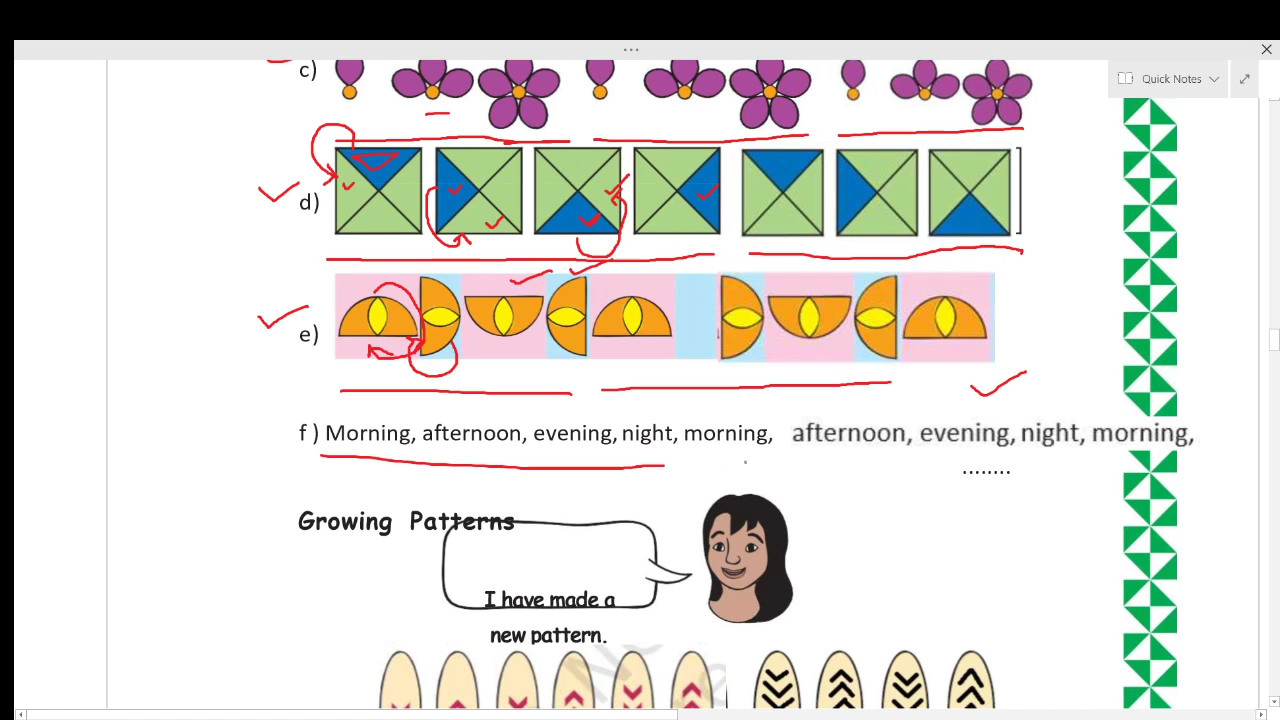 ...
Quick Notes
c)
d)
e)
f ) Morning, afternoon, evening, night, morning, afternoon, evening, night, morning,
........
Growing Patterns
I have made a
new pattern.